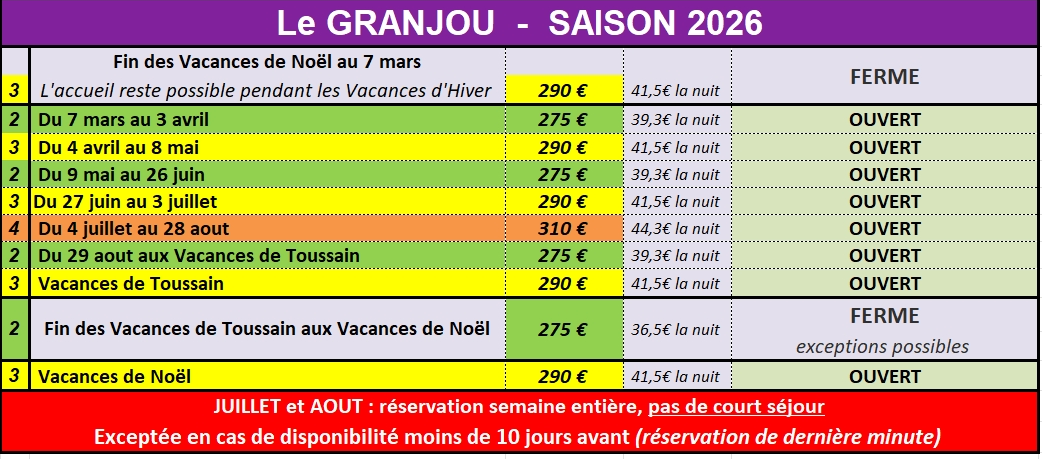 Le GRANJOU - SAISON 2026
Fin des Vacances de Noël au 7 mars
3 L'accueil reste possible pendant les Vacances d'Hiver 290 € 41,5€ la nuit FERME
2 Du 7 mars au 3 avril 275 € 39,3€ la nuit OUVERT
3 Du 4 avril au 8 mai 290 € 41,5€ la nuit OUVERT
2 Du 9 mai au 26 juin 275 € 39,3€ la nuit OUVERT
3 Du 27 juin au 3 juillet 290 € 41,5€ la nuit OUVERT
4 Du 4 juillet au 28 aout 310 € 44,3€ la nuit OUVERT
2 Du 29 aout aux Vacances de Toussain 275 € 39,3€ la nuit OUVERT
3 Vacances de Toussain 290 € 41,5€ la nuit OUVERT
2 Fin des Vacances de Toussain aux Vacances de Noël 275 € 36,5€ la nuit FERME
exceptions possibles
3 Vacances de Noël 290 € 41,5€ la nuit OUVERT
JUILLET et AOUT : réservation semaine entière, pas de court séjour
Exceptée en cas de disponibilité moins de 10 jours avant (réservation de dernière minute)